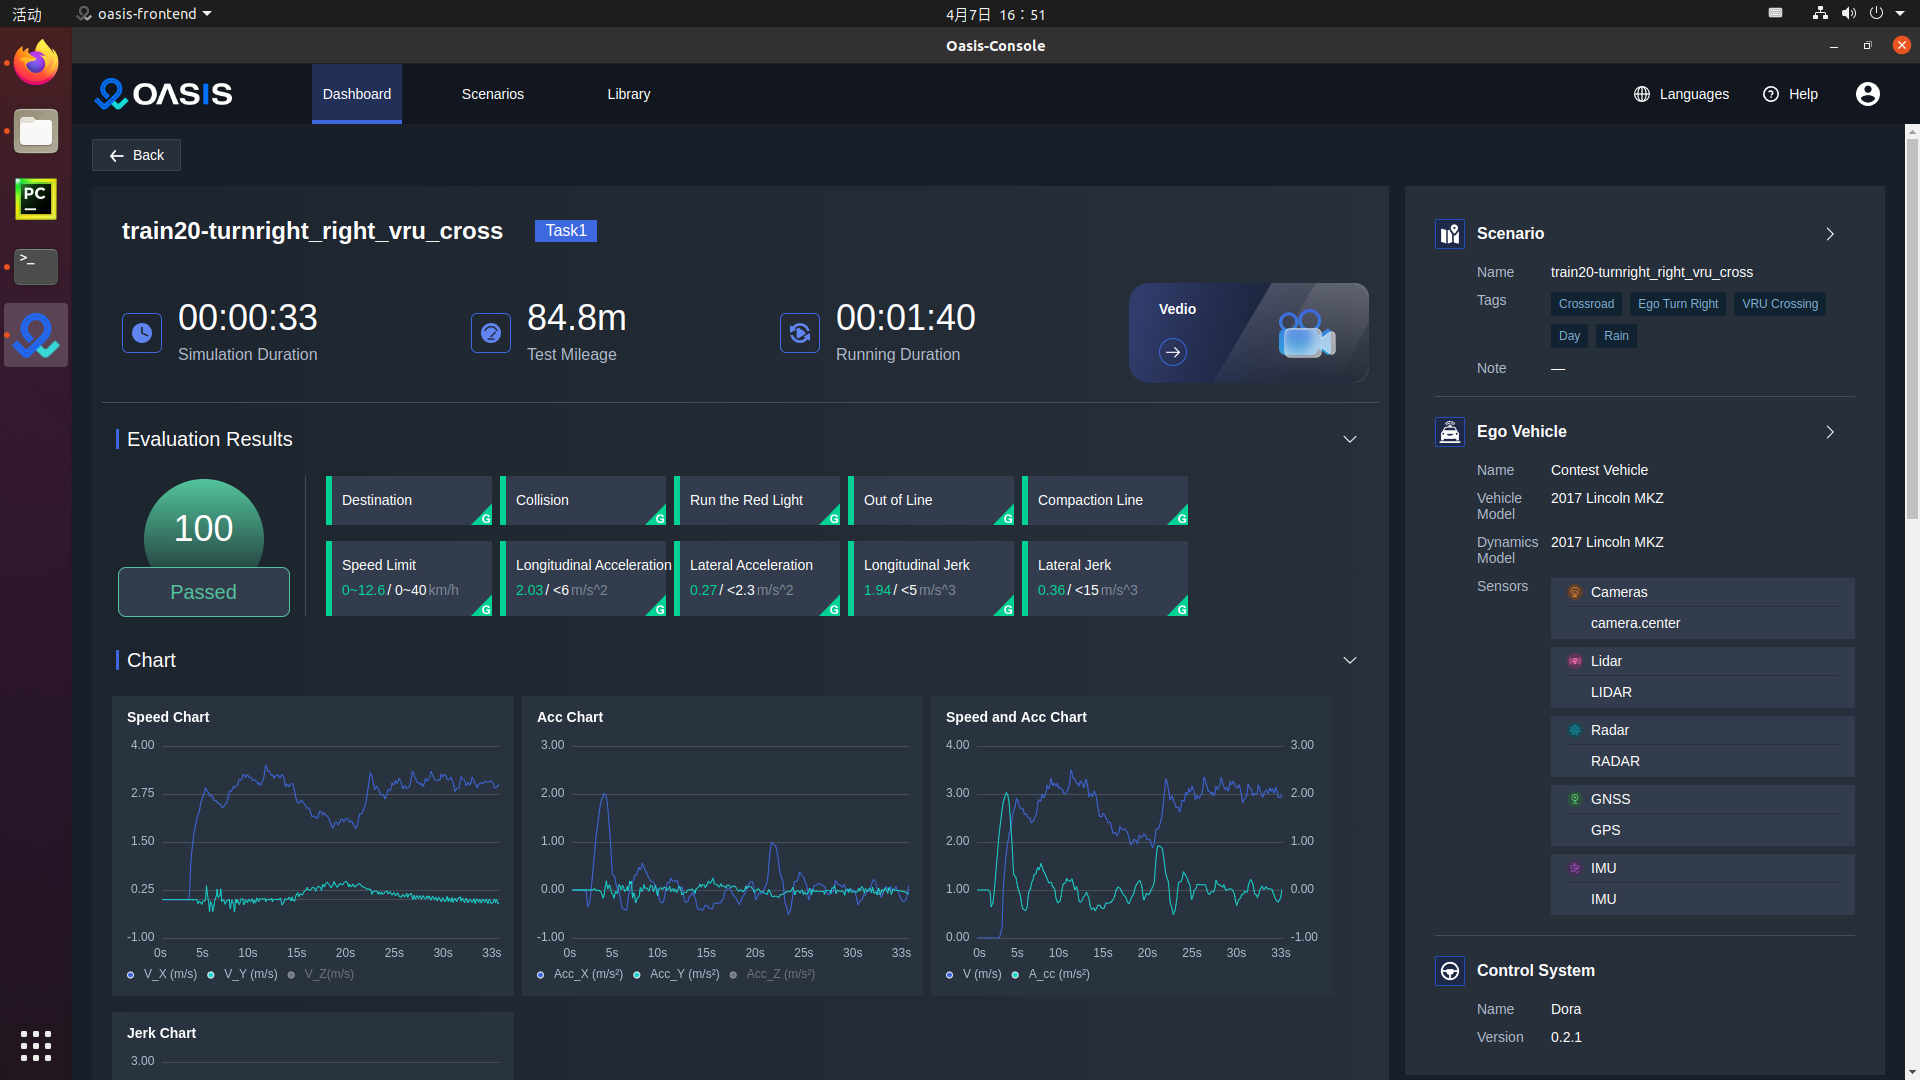 活动
oasis-frontend
4月7日 16：51
Oasis-Console
OASIS
Dashboard
Scenarios
Library
Languages
Help
Back
train20-turnright_right_vru_cross
Task1
00:00:33
Simulation Duration
84.8m
Test Mileage
00:01:40
Running Duration
Vedio
Evaluation Results
100
Passed
Destination
G
Collision
G
Run the Red Light
G
Out of Line
G
Compaction Line
G
Speed Limit
0~12.6 / 0~40 km/h
G
Longitudinal Acceleration
2.03 / <6 m/s^2
G
Lateral Acceleration
0.27 / <2.3 m/s^2
G
Longitudinal Jerk
1.94 / <5 m/s^3
G
Lateral Jerk
0.36 / <15 m/s^3
G
Chart
Speed Chart
4.00
2.75
1.50
0.25
-1.00
0s 5s 10s 15s 20s 25s 30s 33s
V_X (m/s) V_Y (m/s) V_Z(m/s)
Acc Chart
3.00
2.00
1.00
0.00
-1.00
0s 5s 10s 15s 20s 25s 30s 33s
Acc_X (m/s²) Acc_Y (m/s²) Acc_Z (m/s²)
Speed and Acc Chart
4.00 3.00
3.00 2.00
2.00 1.00
1.00 0.00
0.00 -1.00
0s 5s 10s 15s 20s 25s 30s 33s
V (m/s) A_cc (m/s²)
Jerk Chart
3.00
Scenario
Name train20-turnright_right_vru_cross
Tags Crossroad Ego Turn Right VRU Crossing
Day Rain
Note —
Ego Vehicle
Name Contest Vehicle
Vehicle Model 2017 Lincoln MKZ
Dynamics Model 2017 Lincoln MKZ
Sensors
Cameras
camera.center
Lidar
LIDAR
Radar
RADAR
GNSS
GPS
IMU
IMU
Control System
Name Dora
Version 0.2.1
PC